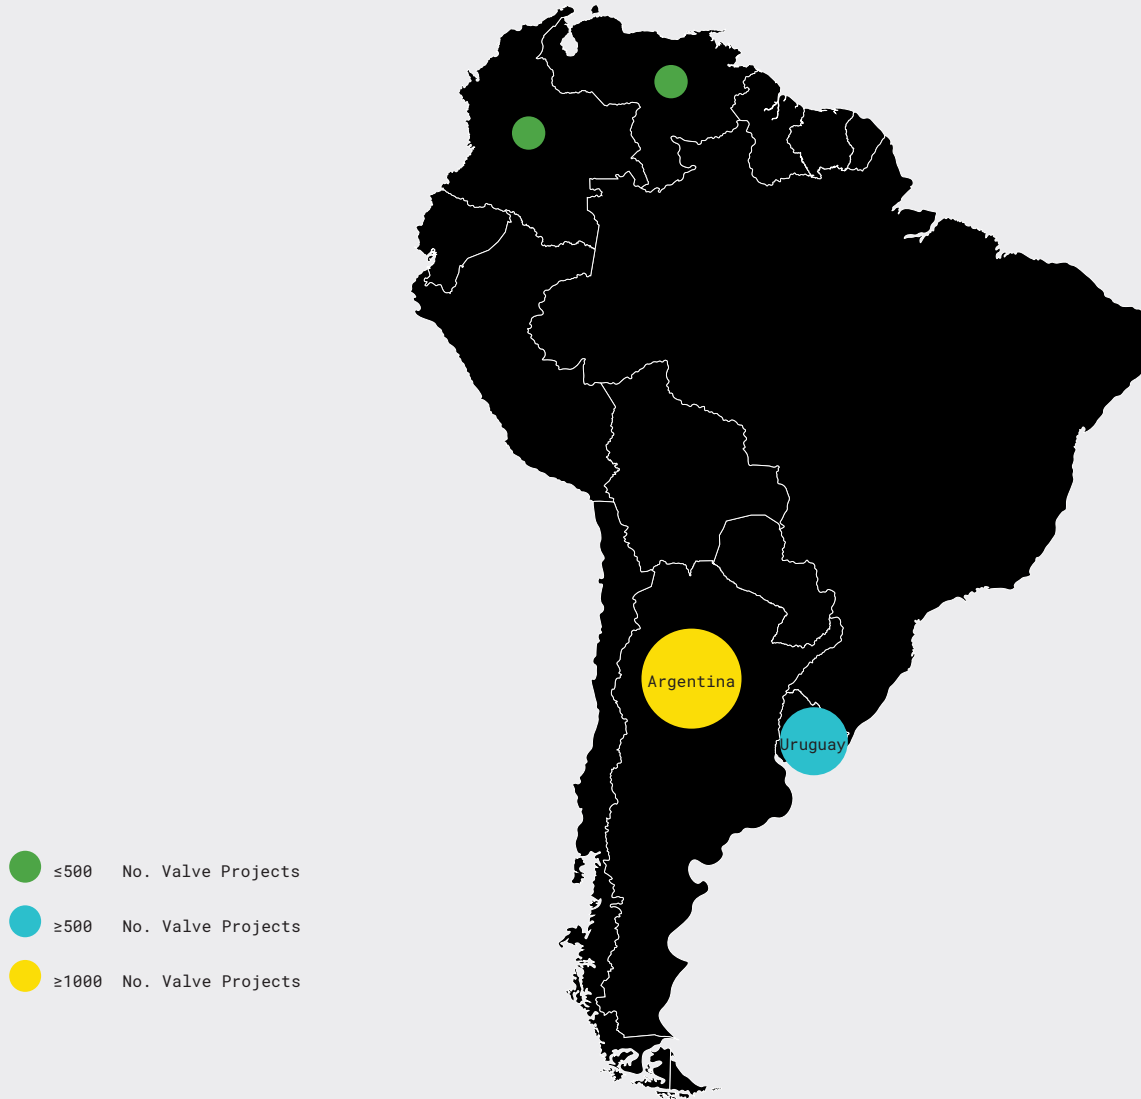 Argentina
Uruguay
≤500 No. Valve Projects
≥500 No. Valve Projects
≥1000 No. Valve Projects